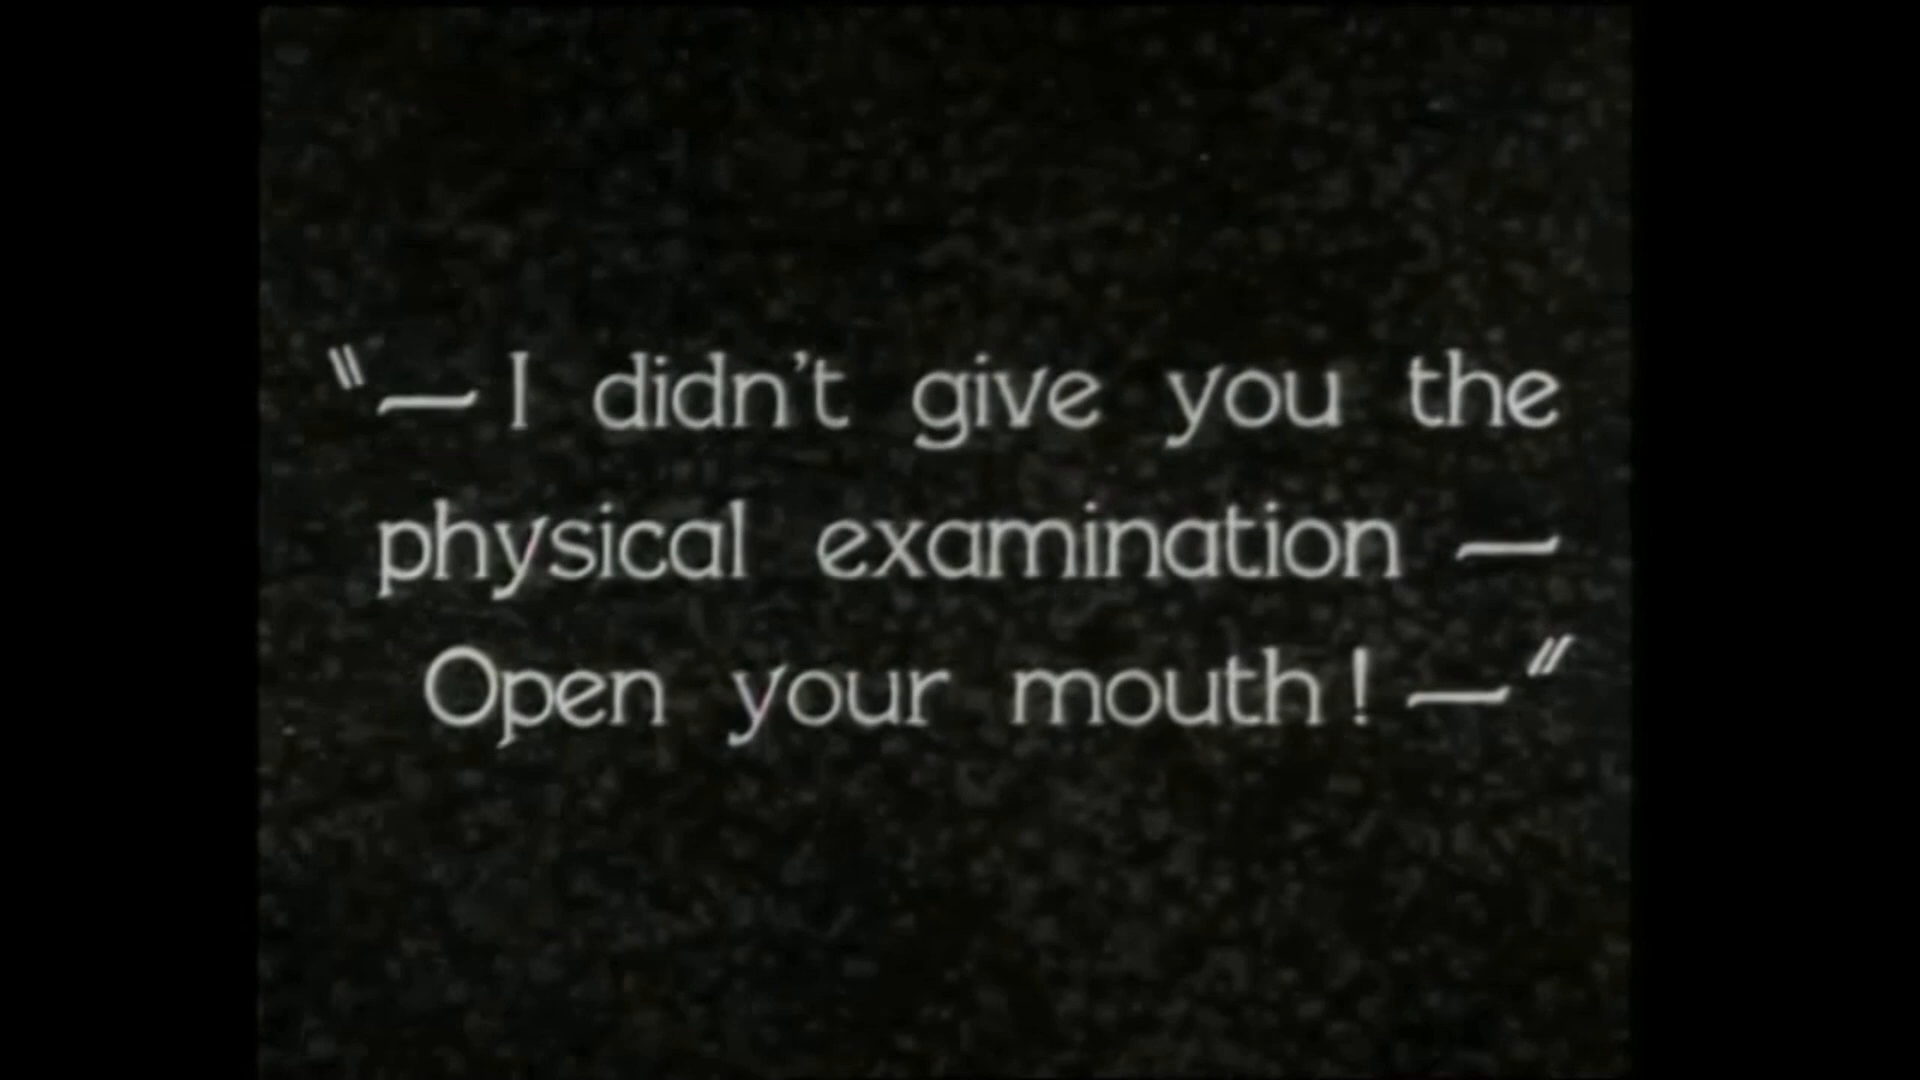 "— I didn't give you the
physical examination —
Open your mouth! —"